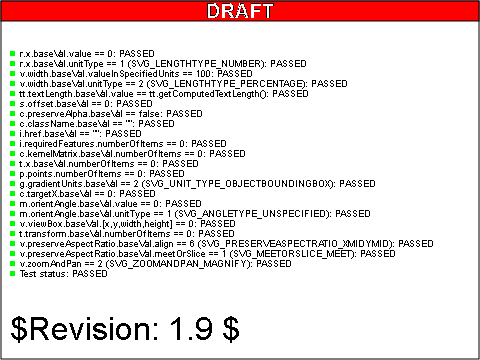 DRAFT
r.x.baseVal.value == 0: PASSED
r.x.baseVal.unitType == 1 (SVG_LENGTHTYPE_NUMBER): PASSED
v.width.baseVal.valueInSpecifiedUnits == 100: PASSED
v.width.baseVal.unitType == 2 (SVG_LENGTHTYPE_PERCENTAGE): PASSED
tt.textLength.baseVal.value == tt.getComputedTextLength(): PASSED
s.offset.baseVal == 0: PASSED
c.preserveAlpha.baseVal == false: PASSED
c.className.baseVal == "": PASSED
i.href.baseVal == "": PASSED
i.requiredFeatures.numberOfItems == 0: PASSED
c.kernelMatrix.baseVal.numberOfItems == 0: PASSED
t.x.baseVal.numberOfItems == 0: PASSED
p.points.numberOfItems == 0: PASSED
g.gradientUnits.baseVal == 2 (SVG_UNIT_TYPE_OBJECTBOUNDINGBOX): PASSED
c.targetX.baseVal == 0: PASSED
m.orientAngle.baseVal.value == 0: PASSED
m.orientAngle.baseVal.unitType == 1 (SVG_ANGLETYPE_UNSPECIFIED): PASSED
v.viewBox.baseVal.[x,y,width,height] == 0: PASSED
t.transform.baseVal.numberOfItems == 0: PASSED
v.preserveAspectRatio.baseVal.align == 6 (SVG_PRESERVEASPECTRATIO_XMIDYMID): PASSED
v.preserveAspectRatio.baseVal.meetOrSlice == 1 (SVG_MEETORSLICE_MEET): PASSED
v.zoomAndPan == 2 (SVG_ZOOMANDPAN_MAGNIFY): PASSED
Test status: PASSED
$Revision: 1.9 $